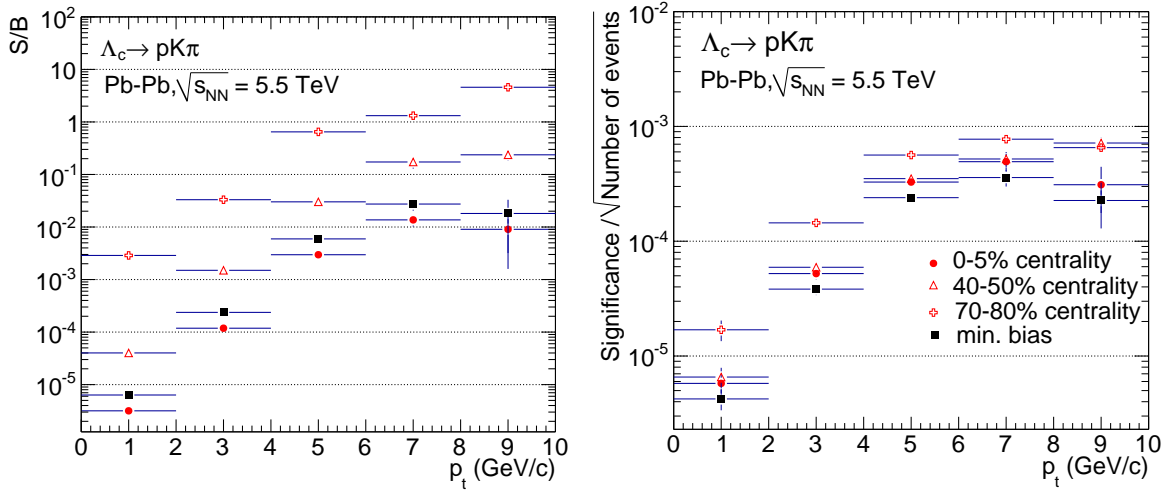 S/B
10²
10
1
10⁻¹
10⁻²
10⁻³
10⁻⁴
10⁻⁵
Λc→ pKπ
Pb-Pb,√sNN = 5.5 TeV
0 1 2 3 4 5 6 7 8 9 10
pt (GeV/c)
Significance /√Number of events
10⁻²
10⁻³
10⁻⁴
10⁻⁵
Λc→ pKπ
Pb-Pb,√sNN = 5.5 TeV
0-5% centrality
40-50% centrality
70-80% centrality
min. bias
0 1 2 3 4 5 6 7 8 9 10
pt (GeV/c)